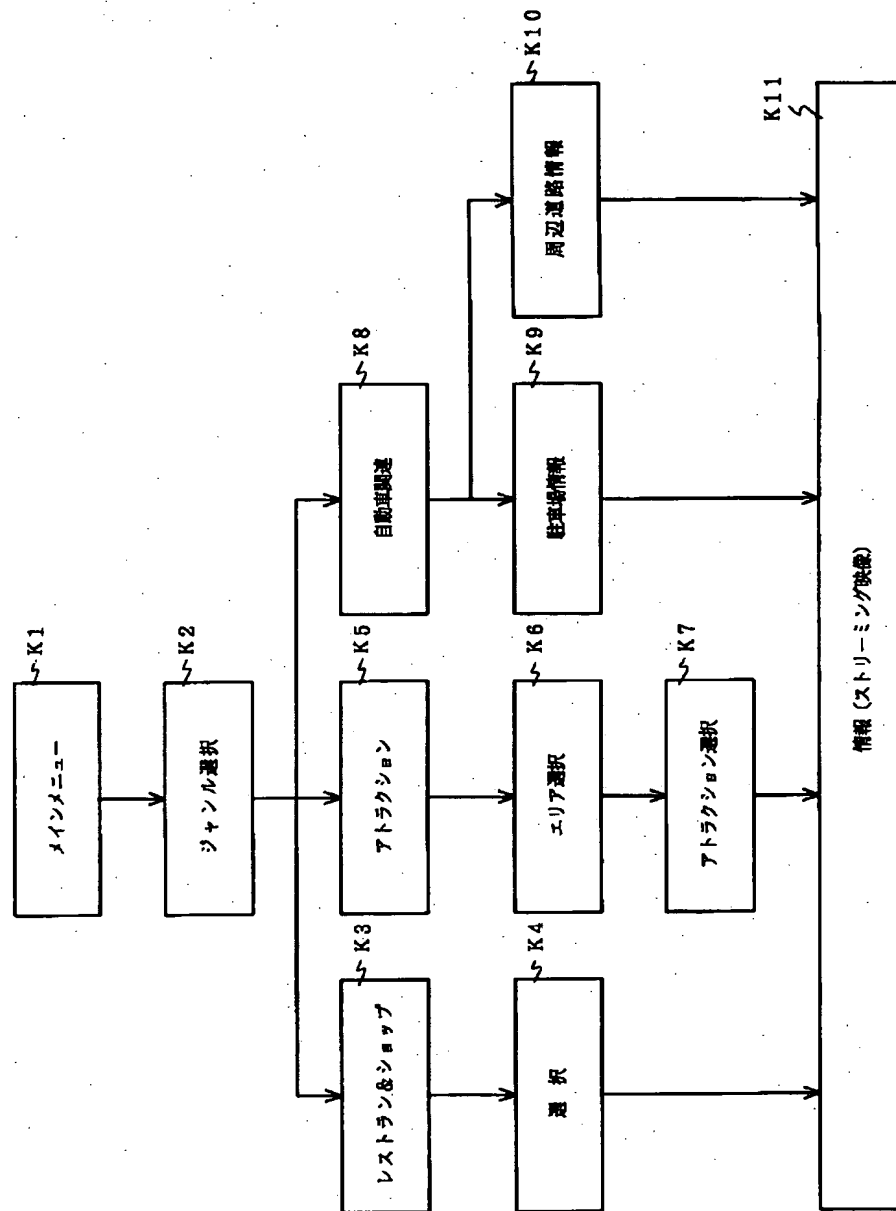 K1
メインメニュー
K2
ジャンル選択
K3
レストラン&ショップ
K4
選択
K5
アトラクション
K6
エリア選択
K7
アトラクション選択
K8
自動車関連
K9
駐車場情報
K10
周辺道路情報
K11
情報(ストリーミング映像)